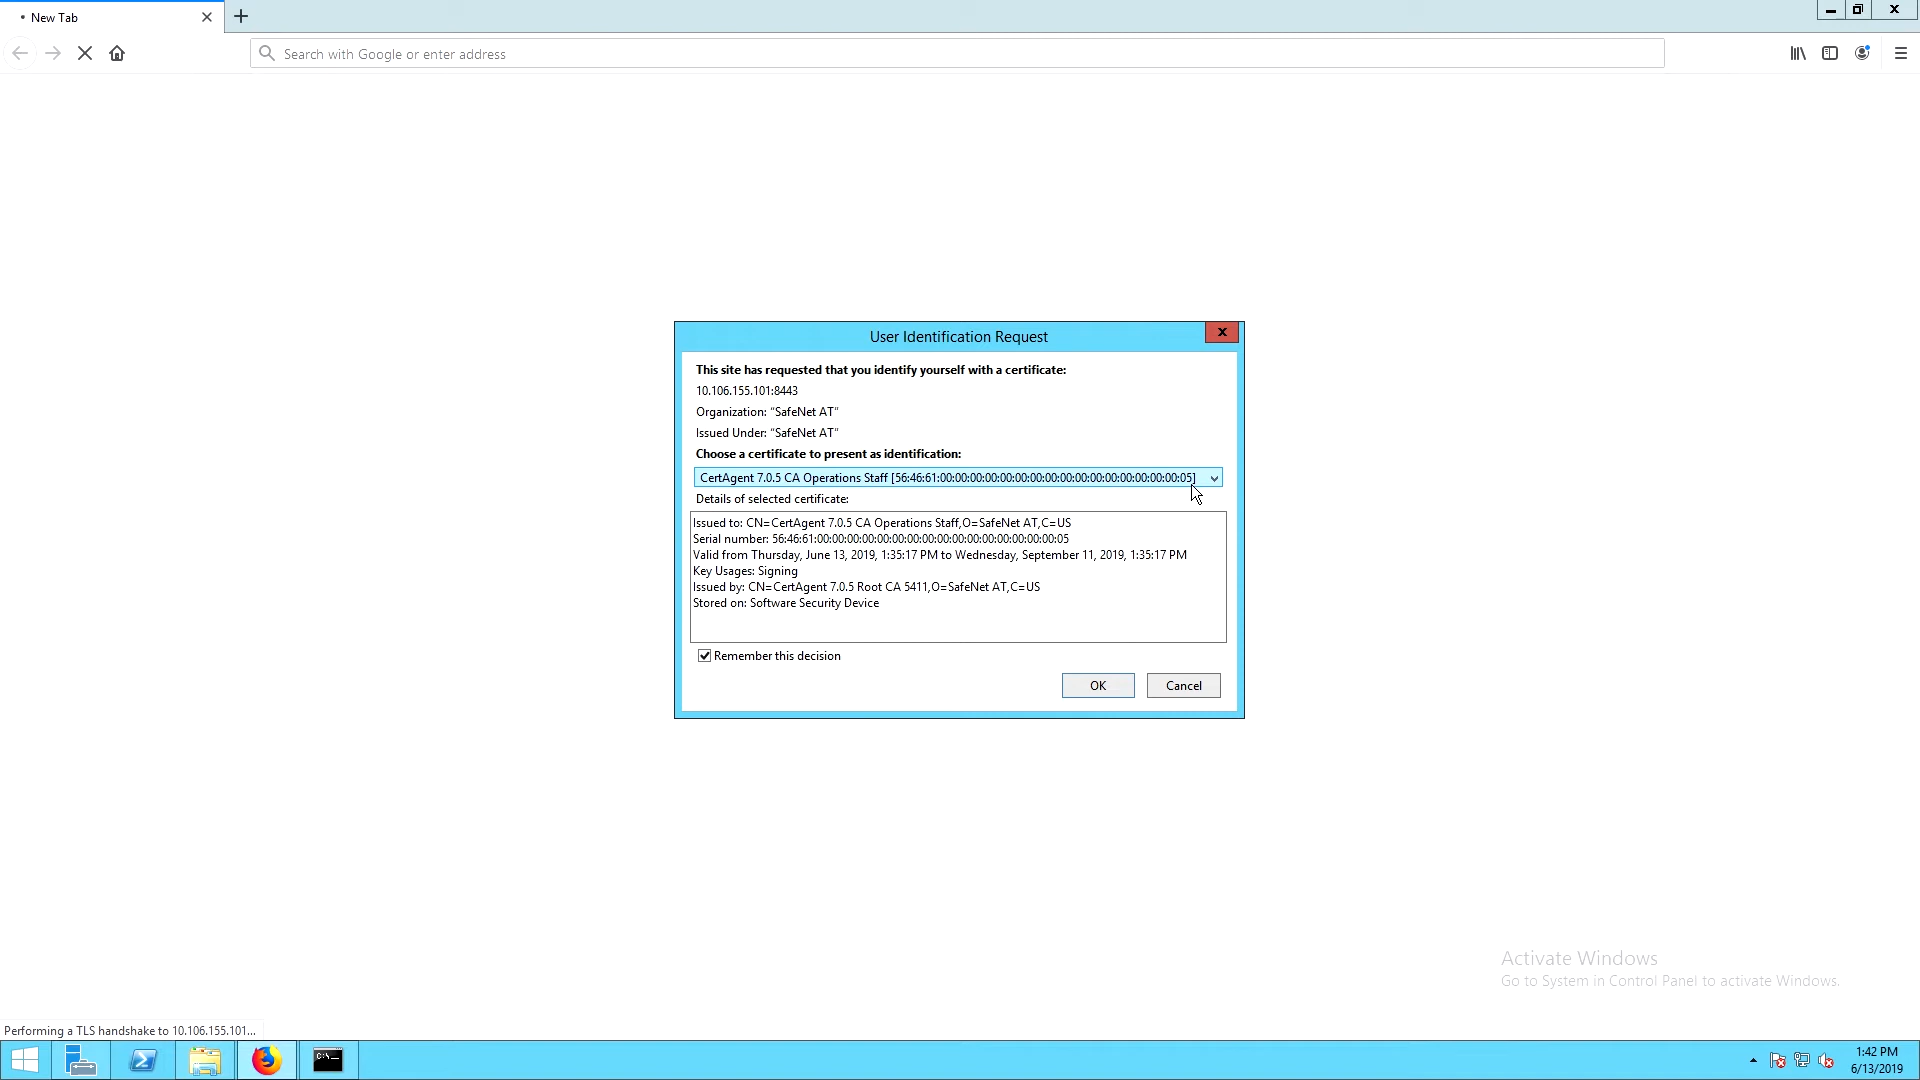 New Tab
Search with Google or enter address
User Identification Request
This site has requested that you identify yourself with a certificate:
10.106.155.101:8443
Organization: "SafeNet AT"
Issued Under: "SafeNet AT"
Choose a certificate to present as identification:
CertAgent 7.0.5 CA Operations Staff [56:46:61:00:00:00:00:00:00:00:00:00:00:00:00:00:00:00:00:05]
Details of selected certificate:
Issued to: CN=CertAgent 7.0.5 CA Operations Staff,O=SafeNet AT,C=US
Serial number: 56:46:61:00:00:00:00:00:00:00:00:00:00:00:00:00:00:00:00:05
Valid from Thursday, June 13, 2019, 1:35:17 PM to Wednesday, September 11, 2019, 1:35:17 PM
Key Usages: Signing
Issued by: CN=CertAgent 7.0.5 Root CA 5411,O=SafeNet AT,C=US
Stored on: Software Security Device
Remember this decision
OK
Cancel
Activate Windows
Go to System in Control Panel to activate Windows.
Performing a TLS handshake to 10.106.155.101...
1:42 PM
6/13/2019